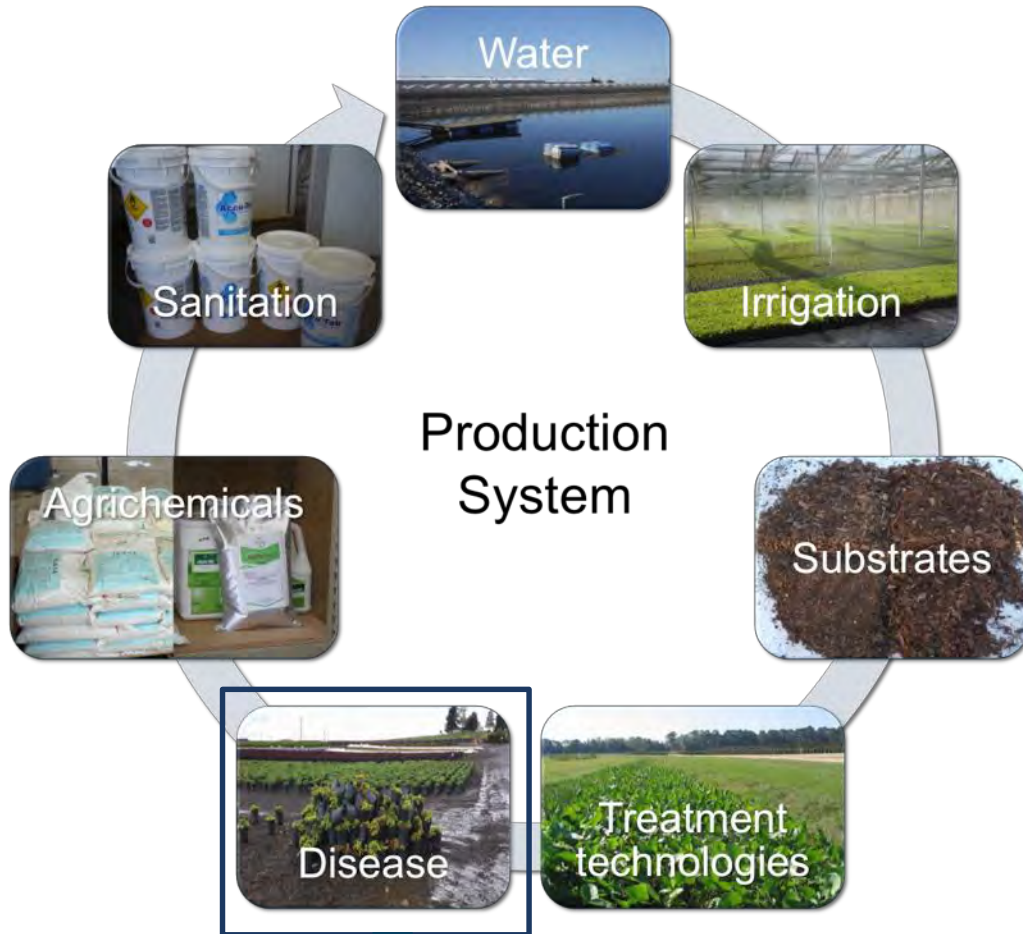 Water
Irrigation
Substrates
Treatment
technologies
Disease
Agrichemicals
Sanitation
Production
System